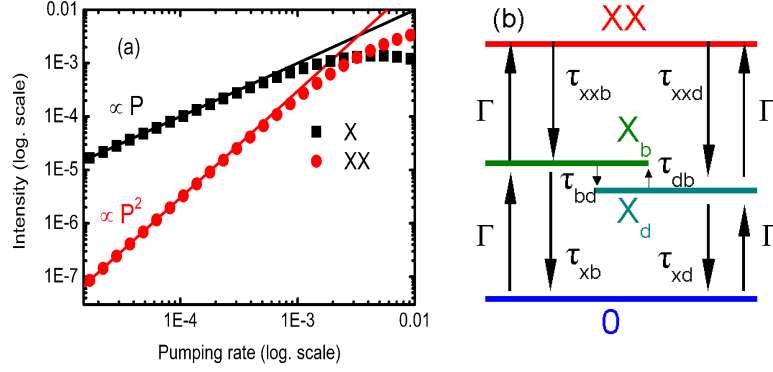 (a)
Intensity (log. scale)
0.01
1E-3
1E-4
1E-5
1E-6
1E-7
∝ P
∝ P²
X
XX
1E-4
1E-3
0.01
Pumping rate (log. scale)
(b)
XX
Γ
τxxb
τxxd
Γ
Xb
τbd
τdb
Xd
Γ
τxb
τxd
Γ
0